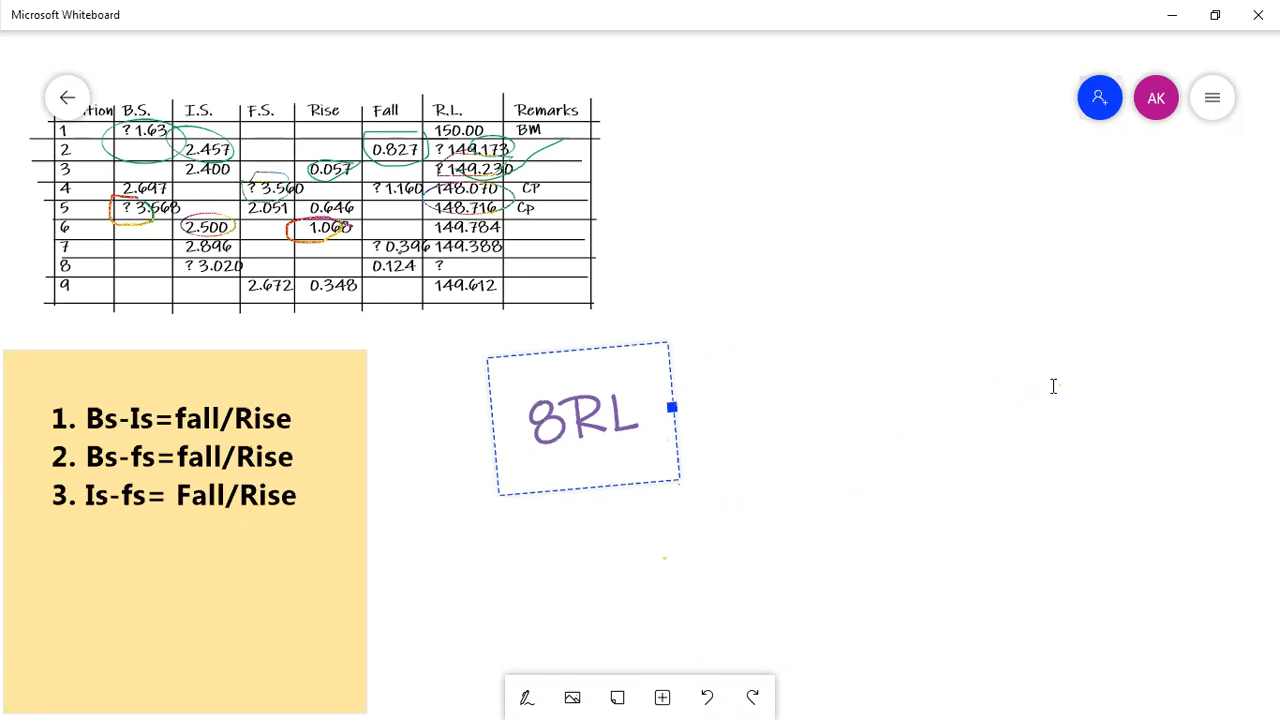 Microsoft Whiteboard
AK
tion B.S. I.S. F.S. Rise Fall R.L. Remarks
1 ? 1.63 150.00 BM
2 2.457 0.827 ? 149.173
3 2.400 0.057 ? 149.230
4 2.697 ? 3.560 ? 1.160 148.070 CP
5 ? 3.568 2.051 0.646 148.716 Cp
6 2.500 1.068 149.784
7 2.896 ? 0.396 149.388
8 ? 3.020 0.124 ?
9 2.672 0.348 149.612
8RL
1. Bs-Is=fall/Rise
2. Bs-fs=fall/Rise
3. Is-fs= Fall/Rise